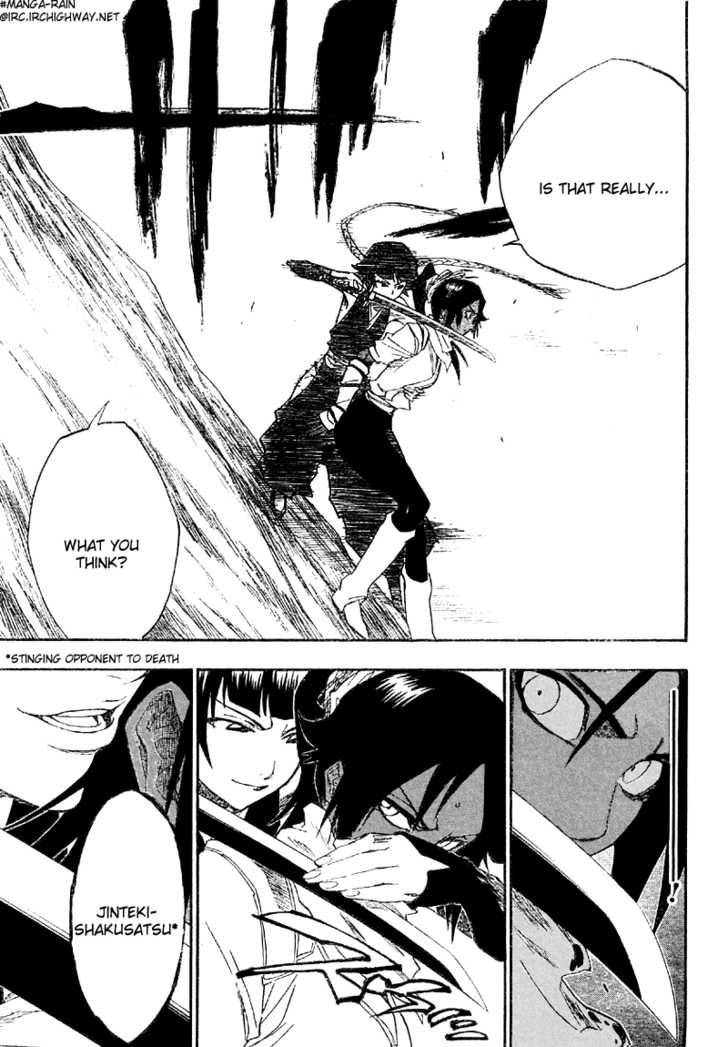 #MANGA-RAIN
@IRC.IRCHIGHWAY.NET
IS THAT REALLY...
WHAT YOU
THINK?
*STINGING OPPONENT TO DEATH
!
JINTEKI-
SHAKUSATSU*